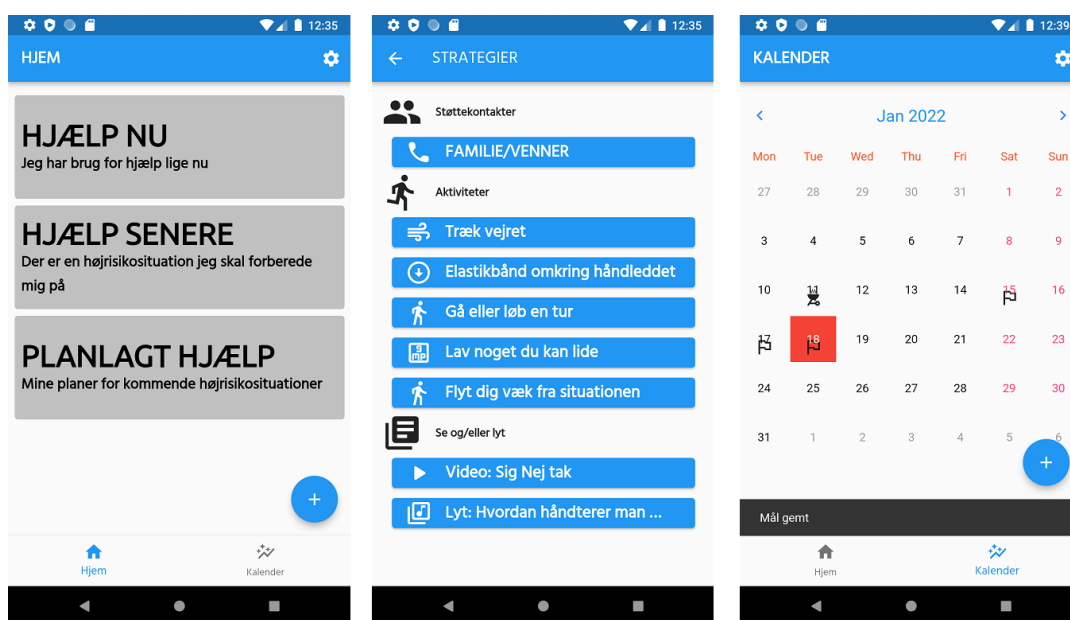 12:35
HJEM
HJÆLP NU
Jeg har brug for hjælp lige nu
HJÆLP SENERE
Der er en højrisikosituation jeg skal forberede
mig på
PLANLAGT HJÆLP
Mine planer for kommende højrisikosituationer
+
Hjem
Kalender
12:35
STRATEGIER
Støttekontakter
FAMILIE/VENNER
Aktiviteter
Træk vejret
Elastikbånd omkring håndleddet
Gå eller løb en tur
9
mp
Lav noget du kan lide
Flyt dig væk fra situationen
Se og/eller lyt
Video: Sig Nej tak
Lyt: Hvordan håndterer man ...
12:39
KALENDER
Jan 2022
Mon Tue Wed Thu Fri Sat Sun
27 28 29 30 31 1 2
3 4 5 6 7 8 9
10 11 12 13 14 15 16
17 18 19 20 21 22 23
24 25 26 27 28 29 30
31 1 2 3 4 5 6
+
Mål gemt
Hjem
Kalender